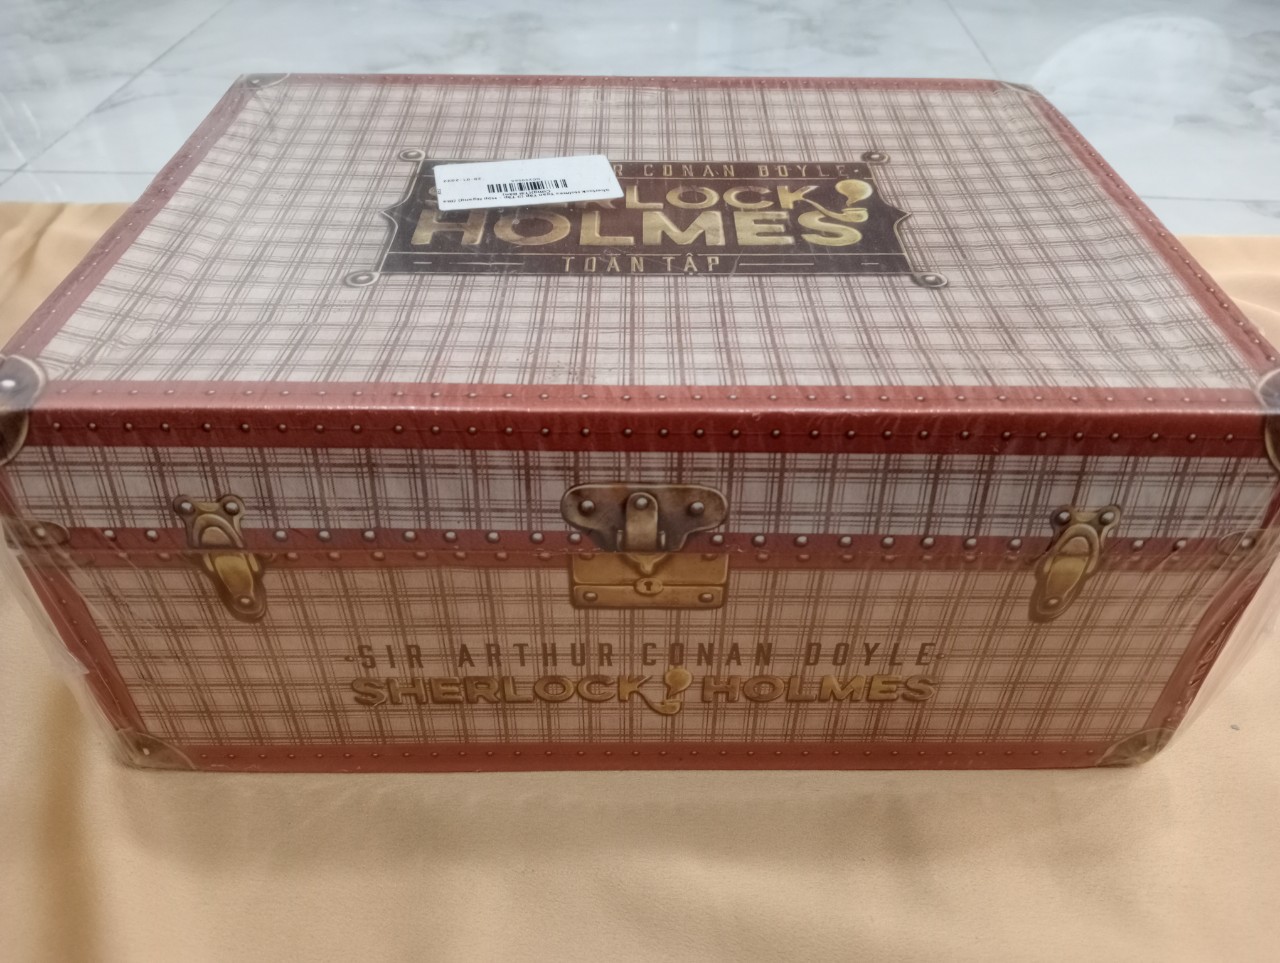 R CONAN DOYLE
SHERLOCK
HOLMES
TOÀN TẬP
SIR ARTHUR CONAN DOYLE
SHERLOCK HOLMES